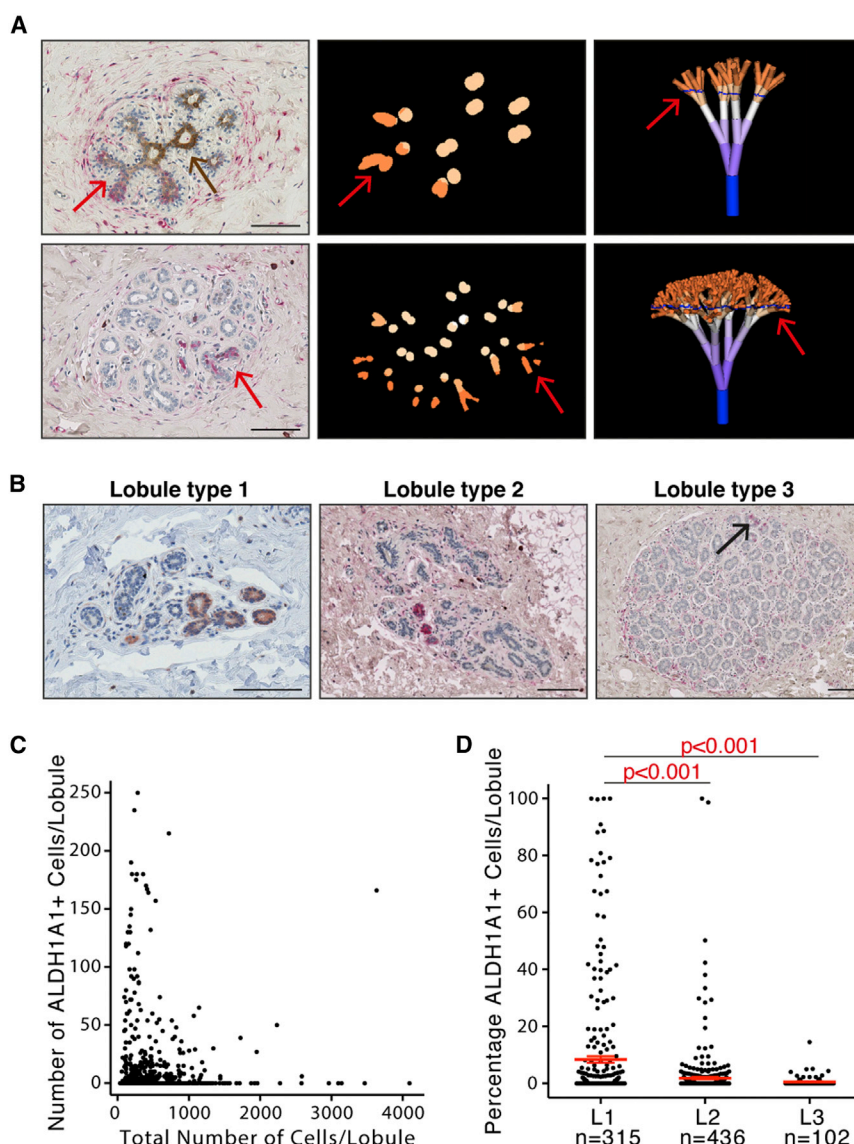 A
B
Lobule type 1 Lobule type 2 Lobule type 3
C
Number of ALDH1A1+ Cells/Lobule
250
200
150
100
50
0
0 1000 2000 3000 4000
Total Number of Cells/Lobule
D
p<0.001
p<0.001
Percentage ALDH1A1+ Cells/Lobule
100
80
60
40
20
0
L1 L2 L3
n=315 n=436 n=102